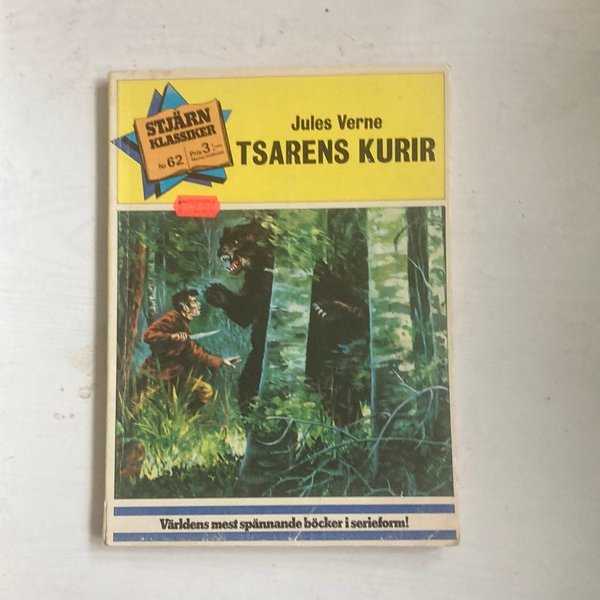 STJÄRN
KLASSIKER
Nr 62
Pris 3:-
Jules Verne
TSARENS KURIR
Världens mest spännande böcker i serieform!